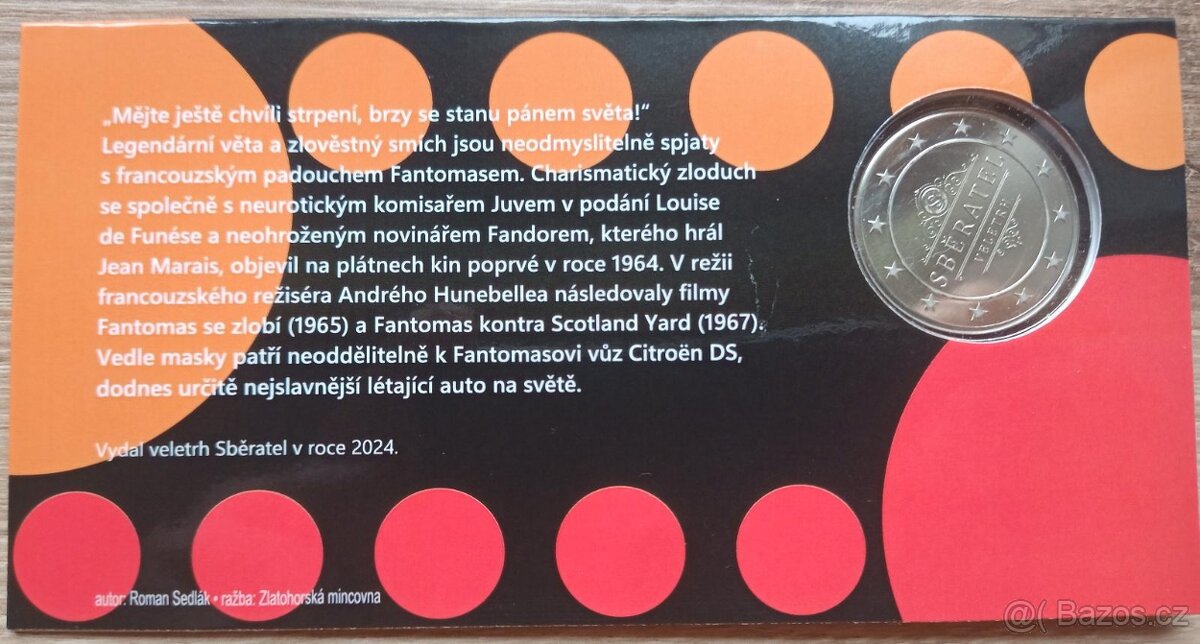 „Mějte ještě chvíli strpení, brzy se stanu pánem světa!“
Legendární věta a zlověstný smích jsou neodmyslitelně spjaty
s francouzským padouchem Fantomasem. Charismatický zloduch
se společně s neurotickým komisařem Juvem v podání Louise
de Funése a neohroženým novinářem Fandorem, kterého hrál
Jean Marais, objevil na plátnech kin poprvé v roce 1964. V režii
francouzského režiséra Andrého Hunebellea následovaly filmy
Fantomas se zlobí (1965) a Fantomas kontra Scotland Yard (1967).
Vedle masky patří neoddělitelně k Fantomasovi vůz Citroën DS,
dodnes určitě nejslavnější létající auto na světě.
Vydal veletrh Sběratel v roce 2024.
autor: Roman Sedlák • ražba: Zlatohorská mincovna
SBĚRATEL
VELETRH
@( Bazos.cz